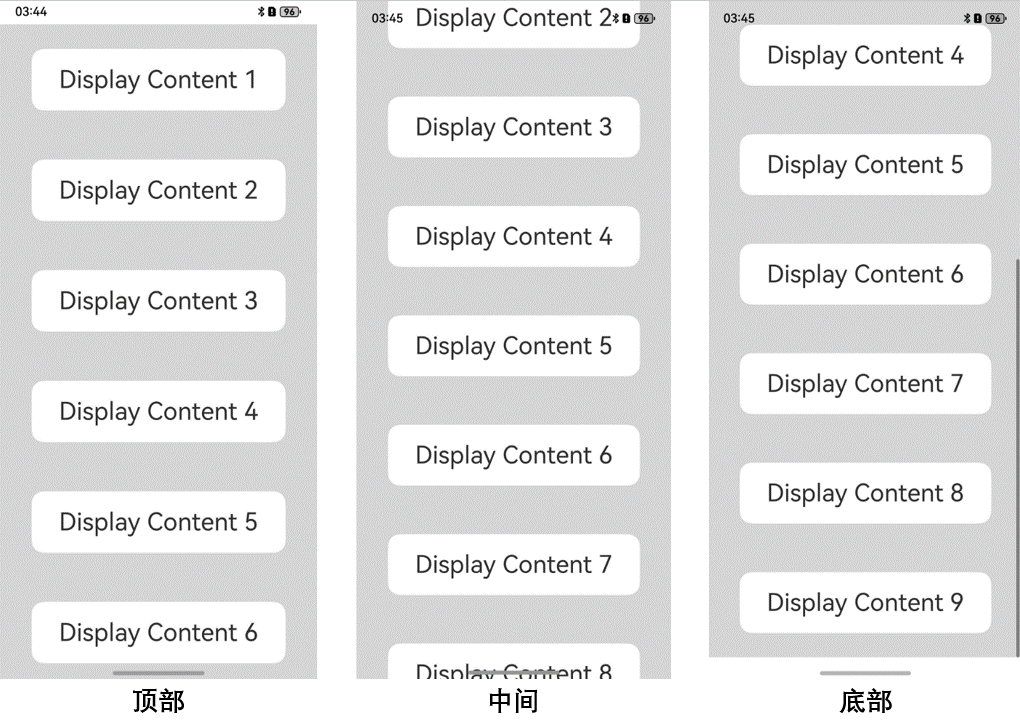 03:44 96
Display Content 1
Display Content 2
Display Content 3
Display Content 4
Display Content 5
Display Content 6
顶部
Display Content 2
03:45 96
Display Content 3
Display Content 4
Display Content 5
Display Content 6
Display Content 7
Display Content 8
中间
03:45 96
Display Content 4
Display Content 5
Display Content 6
Display Content 7
Display Content 8
Display Content 9
底部